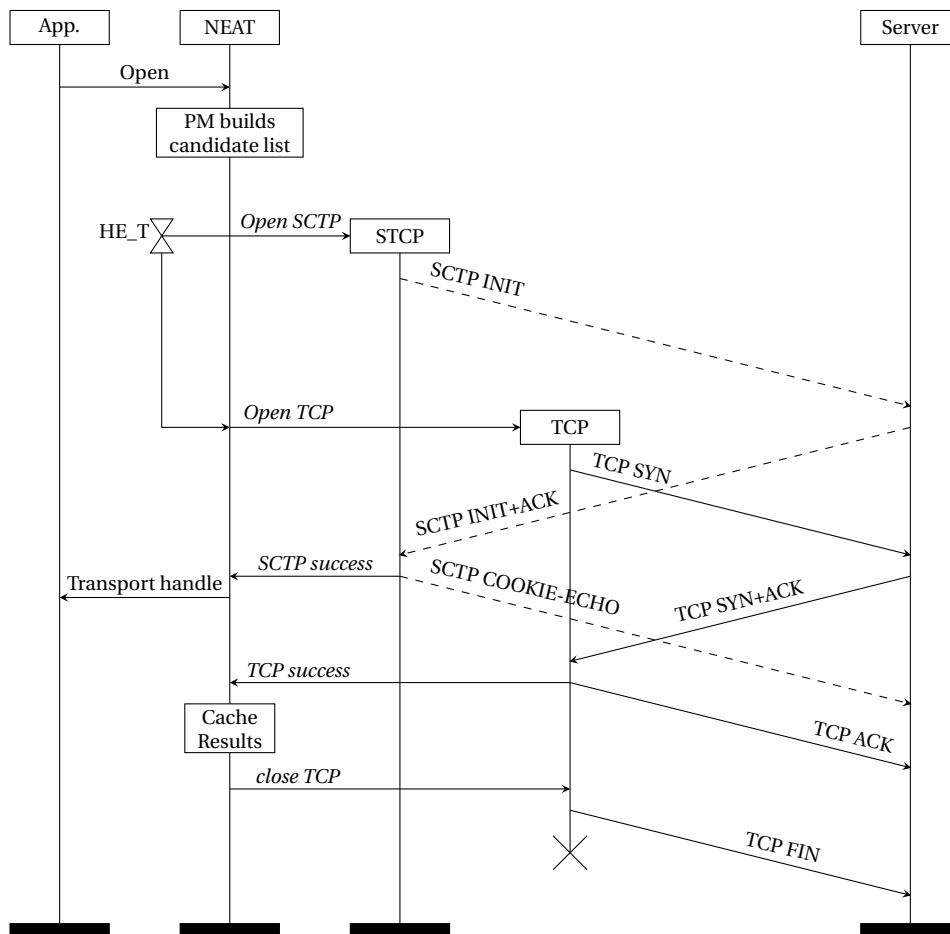 App.
NEAT
Server
Open
PM builds
candidate list
HE_T
Open SCTP
STCP
SCTP INIT
Open TCP
TCP
TCP SYN
SCTP INIT+ACK
SCTP success
SCTP COOKIE-ECHO
Transport handle
TCP SYN+ACK
TCP success
Cache
Results
TCP ACK
close TCP
TCP FIN